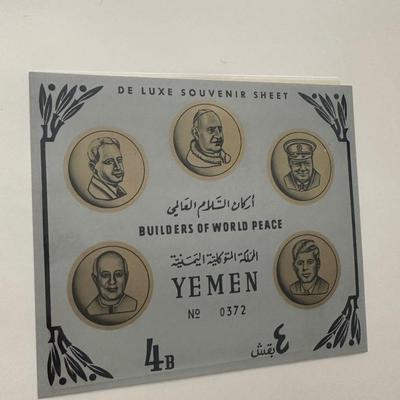 DE LUXE SOUVENIR SHEET
أركان السلام العالمي
BUILDERS OF WORLD PEACE
المملكة المتوكلية اليمنية
YEMEN
Nº 0372
4B ٤ بقش